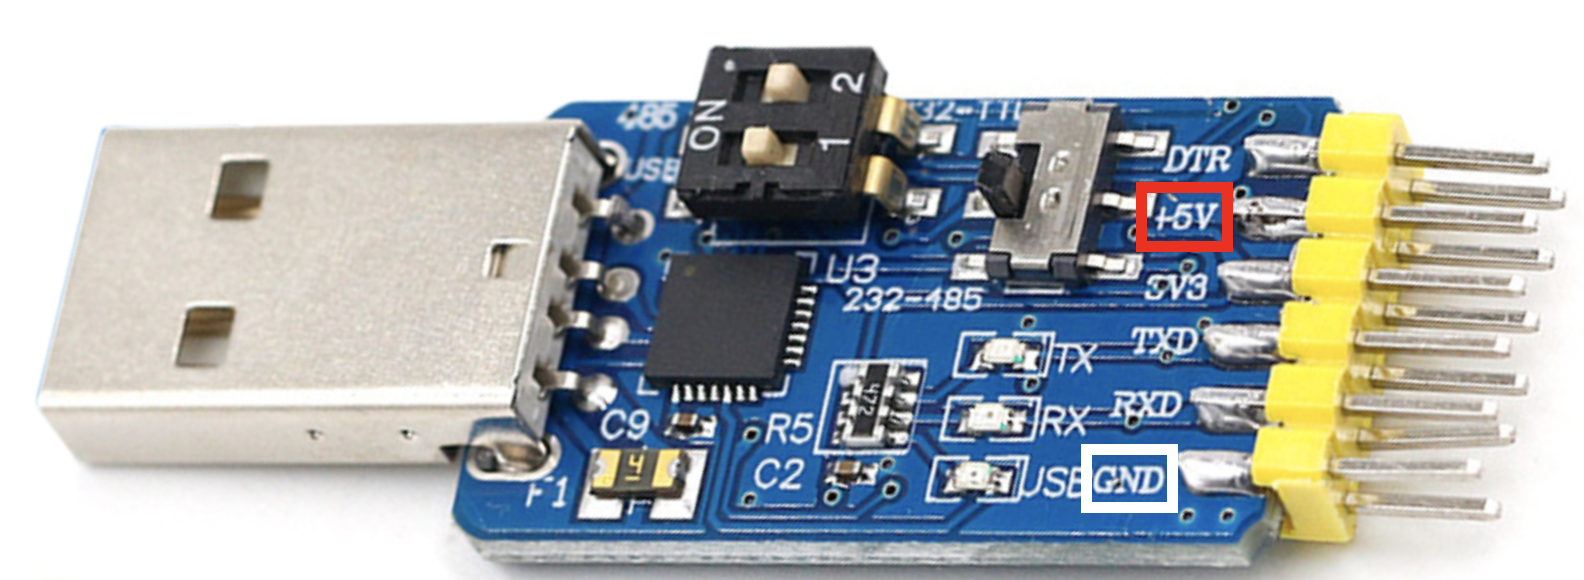 485
232-TTL
USB
ON
1
2
DTR
+5V
3V3
U3
232-485
TXD
TX
RXD
RX
C9
R5
472
C2
F1
USB
GND